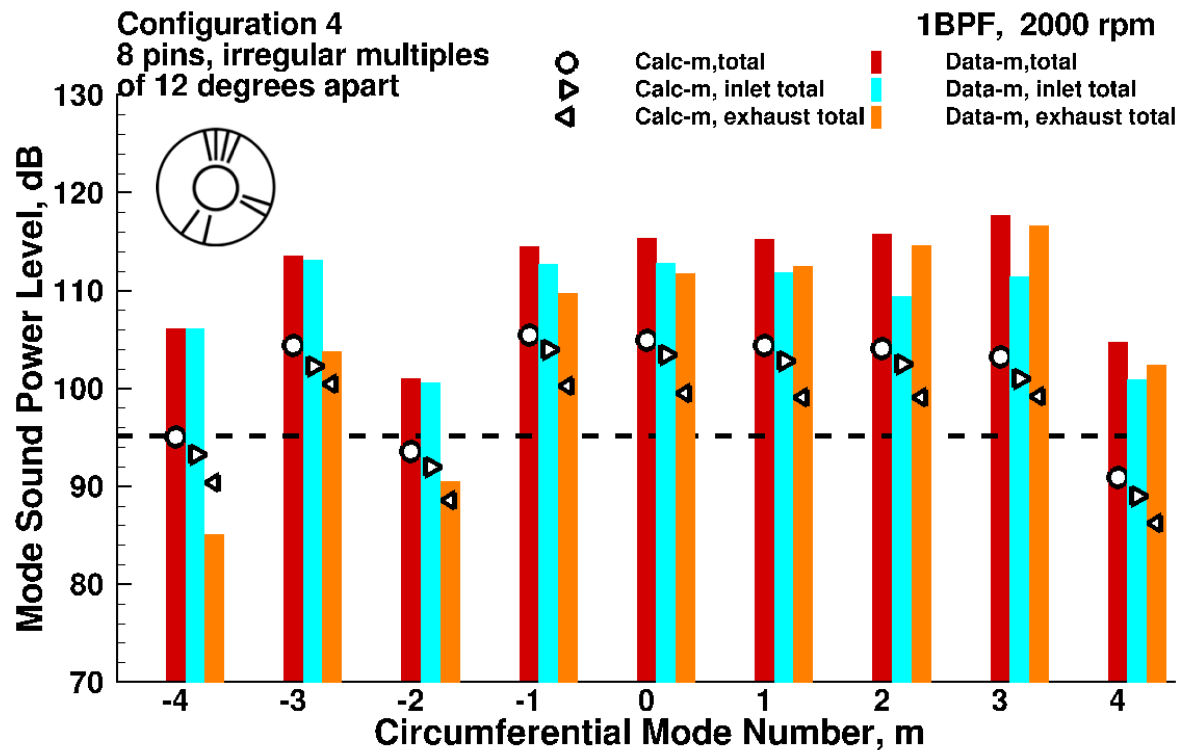 Configuration 4
8 pins, irregular multiples
of 12 degrees apart
1BPF, 2000 rpm
Calc-m,total
Calc-m, inlet total
Calc-m, exhaust total
Data-m,total
Data-m, inlet total
Data-m, exhaust total
Mode Sound Power Level, dB
130
120
110
100
90
80
70
-4 -3 -2 -1 0 1 2 3 4
Circumferential Mode Number, m